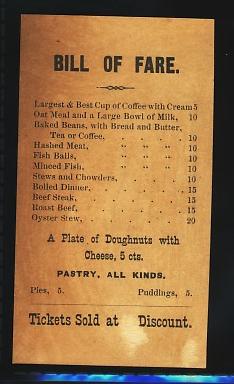 BILL OF FARE.
Largest & Best Cup of Coffee with Cream 5
Oat Meal and a Large Bowl of Milk, 10
Baked Beans, with Bread and Butter,
Tea or Coffee, . . . . 10
Hashed Meat, " " " 10
Fish Balls, " " " 10
Minced Fish, " " " 10
Stews and Chowders, . . . . 10
Boiled Dinner, . . . . . 15
Beef Steak, . . . . . 15
Roast Beef, . . . . . 15
Oyster Stew, . . . . . 20
A Plate of Doughnuts with
Cheese, 5 cts.
PASTRY, ALL KINDS.
Pies, 5. Puddings, 5.
Tickets Sold at Discount.